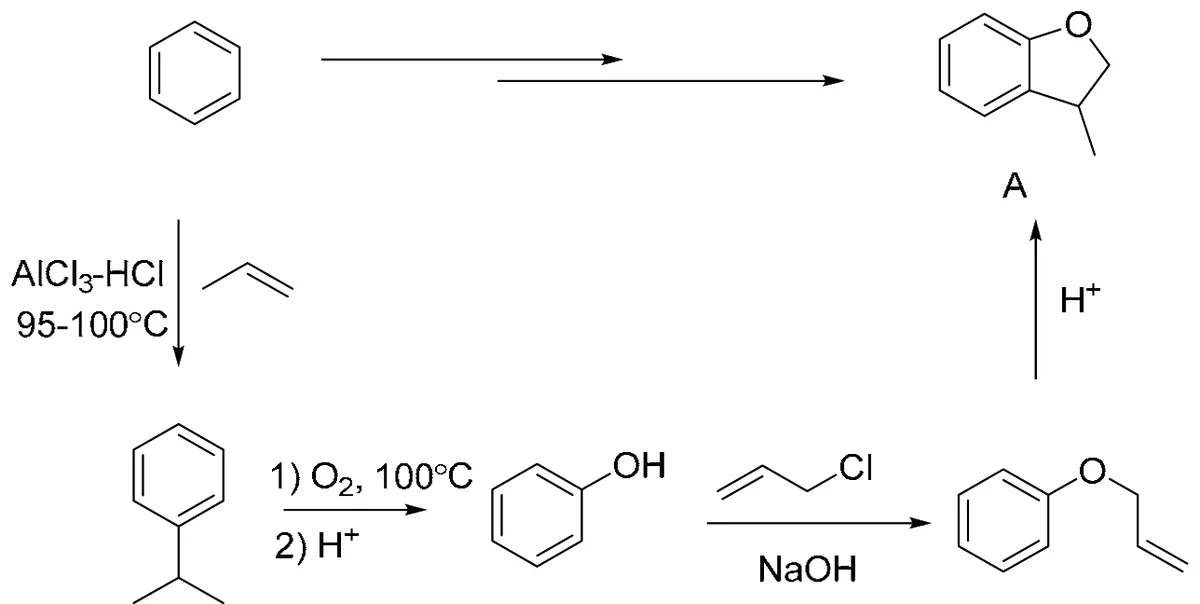 O
A
AlCl₃-HCl
95-100°C
H⁺
1) O₂, 100°C
2) H⁺
OH
Cl
NaOH
O